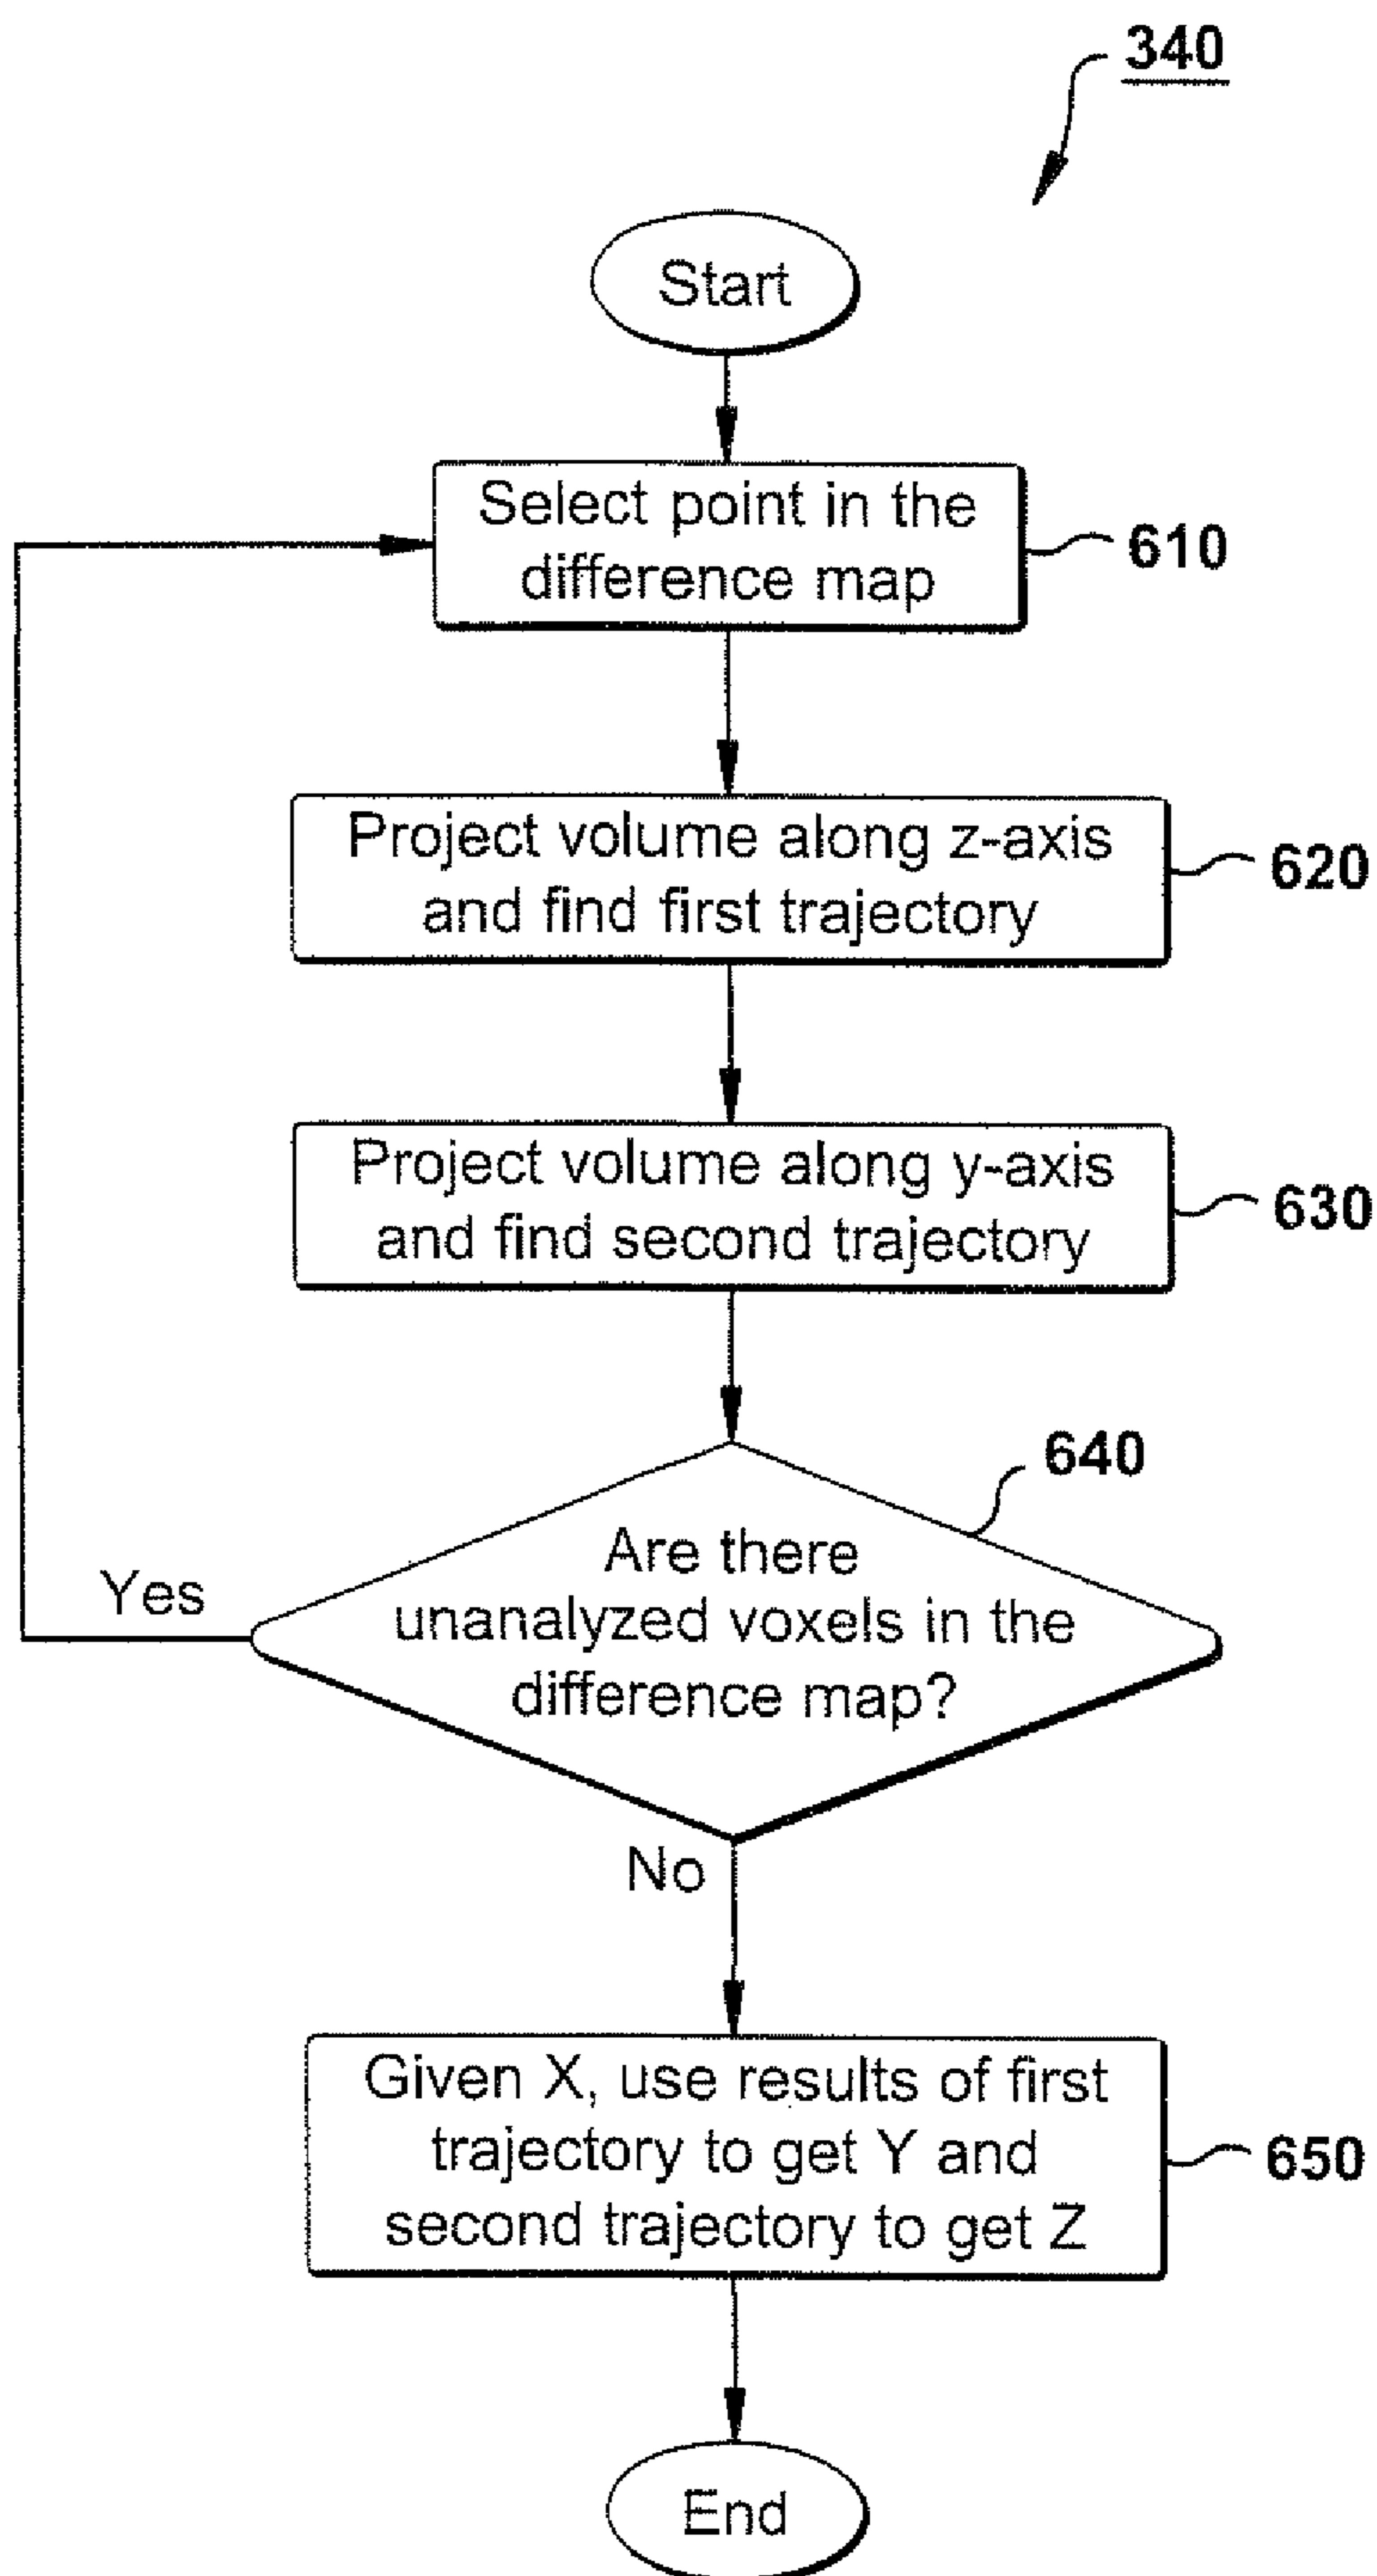 340
Start
Select point in the
difference map
610
Project volume along z-axis
and find first trajectory
620
Project volume along y-axis
and find second trajectory
630
640
Are there
unanalyzed voxels in the
difference map?
Yes
No
Given X, use results of first
trajectory to get Y and
second trajectory to get Z
650
End